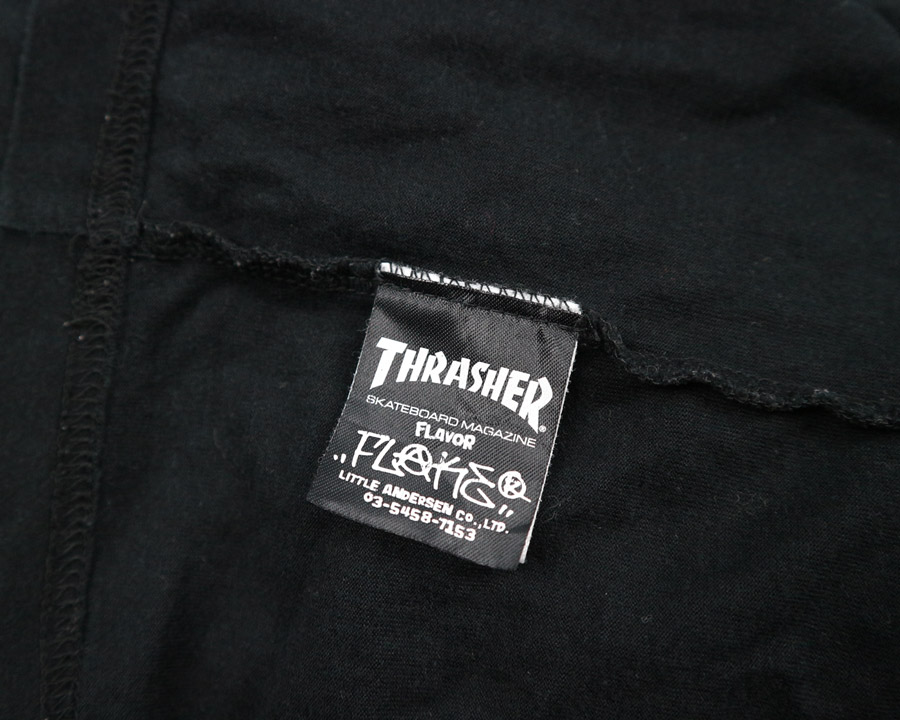 THRASHER
SKATEBOARD MAGAZINE
FLAVOR
„FLAKE®”
LITTLE ANDERSEN CO.,LTD.
03-5458-7153